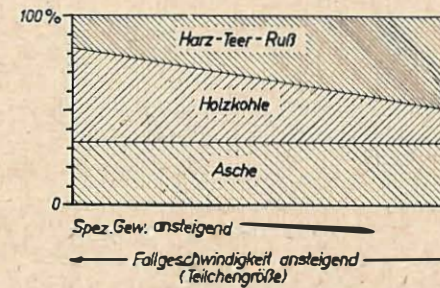 100%
Harz-Teer-Ruß
Holzkohle
Asche
0
Spez. Gew. ansteigend
Fallgeschwindigkeit ansteigend
(Teilchengröße)